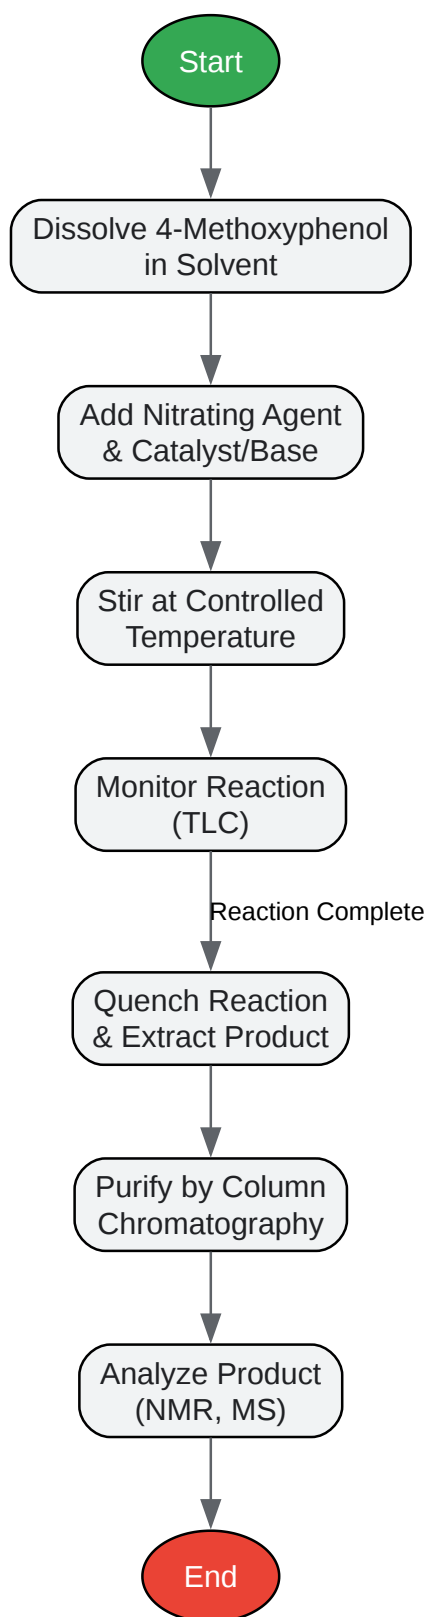 Start
Dissolve 4-Methoxyphenol
in Solvent
Add Nitrating Agent
& Catalyst/Base
Stir at Controlled
Temperature
Monitor Reaction
(TLC)
Reaction Complete
Quench Reaction
& Extract Product
Purify by Column
Chromatography
Analyze Product
(NMR, MS)
End